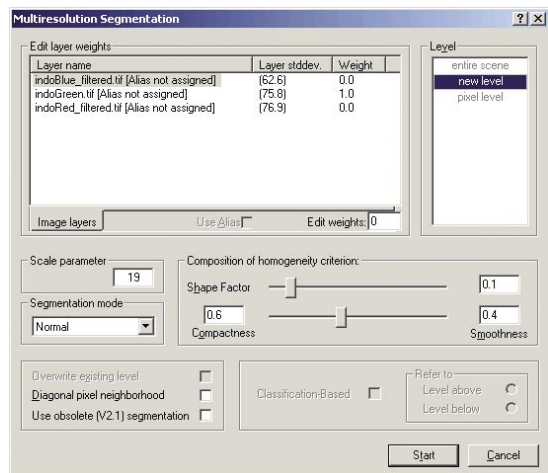 Multiresolution Segmentation
Edit layer weights
Layer name Layer stddev. Weight
indoBlue_filtered.tif [Alias not assigned] (62.6) 0.0
indoGreen.tif [Alias not assigned] (75.8) 1.0
indoRed_filtered.tif [Alias not assigned] (76.9) 0.0
Image layers Use Alias Edit weights: 0
Level
entire scene
new level
pixel level
Scale parameter
19
Segmentation mode
Normal
Composition of homogeneity criterion:
Shape Factor 0.1
0.6 0.4
Compactness Smoothness
Overwrite existing level
Diagonal pixel neighborhood
Use obsolete (V2.1) segmentation
Classification-Based
Refer to
Level above
Level below
Start Cancel